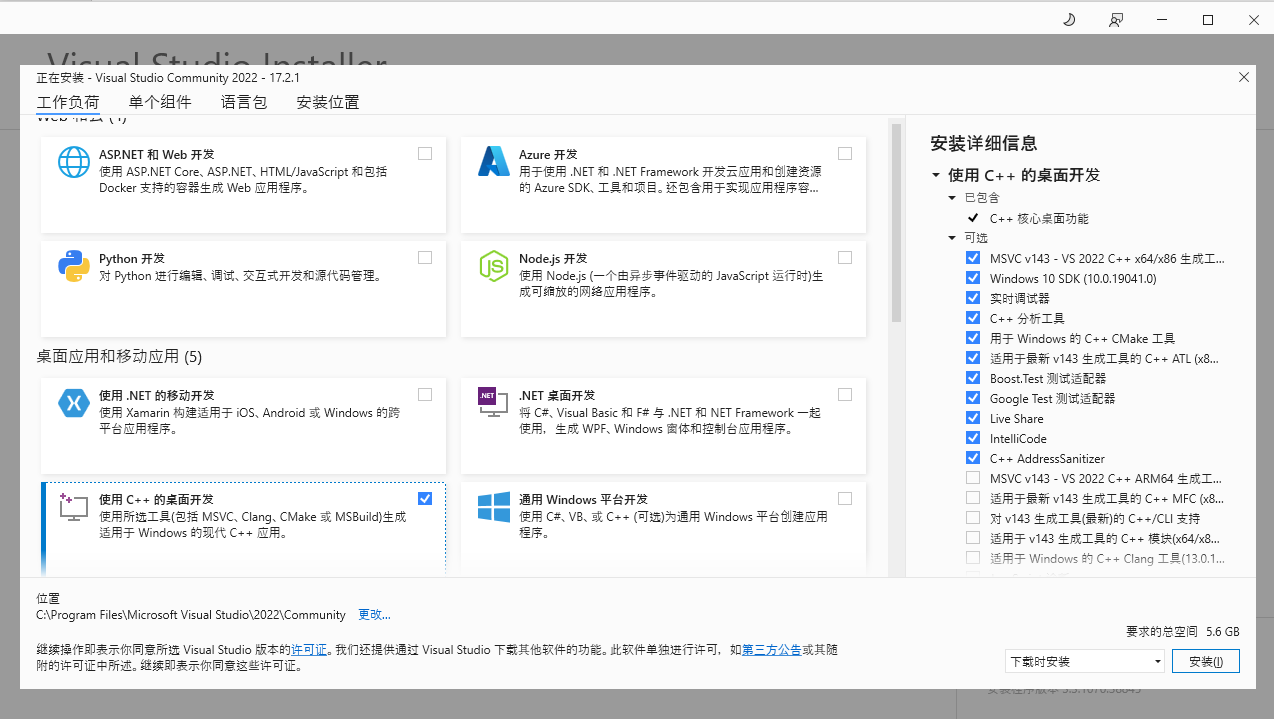 Visual Studio Installer
正在安装 - Visual Studio Community 2022 - 17.2.1
工作负荷 单个组件 语言包 安装位置
Web 和云 (4)
ASP.NET 和 Web 开发
使用 ASP.NET Core、ASP.NET、HTML/JavaScript 和包括
Docker 支持的容器生成 Web 应用程序。
Azure 开发
用于使用 .NET 和 .NET Framework 开发云应用和创建资源
的 Azure SDK、工具和项目。还包含用于实现应用程序容...
Python 开发
对 Python 进行编辑、调试、交互式开发和源代码管理。
Node.js 开发
使用 Node.js (一个由异步事件驱动的 JavaScript 运行时)生
成可缩放的网络应用程序。
JS
桌面应用和移动应用 (5)
使用 .NET 的移动开发
使用 Xamarin 构建适用于 iOS、Android 或 Windows 的跨
平台应用程序。
.NET
.NET 桌面开发
将 C#、Visual Basic 和 F# 与 .NET 和 NET Framework 一起
使用，生成 WPF、Windows 窗体和控制台应用程序。
使用 C++ 的桌面开发
使用所选工具(包括 MSVC、Clang、CMake 或 MSBuild)生成
适用于 Windows 的现代 C++ 应用。
通用 Windows 平台开发
使用 C#、VB、或 C++ (可选)为通用 Windows 平台创建应用
程序。
安装详细信息
使用 C++ 的桌面开发
已包含
C++ 核心桌面功能
可选
MSVC v143 - VS 2022 C++ x64/x86 生成工...
Windows 10 SDK (10.0.19041.0)
实时调试器
C++ 分析工具
用于 Windows 的 C++ CMake 工具
适用于最新 v143 生成工具的 C++ ATL (x8...
Boost.Test 测试适配器
Google Test 测试适配器
Live Share
IntelliCode
C++ AddressSanitizer
MSVC v143 - VS 2022 C++ ARM64 生成工...
适用于最新 v143 生成工具的 C++ MFC (x8...
对 v143 生成工具(最新)的 C++/CLI 支持
适用于 v143 生成工具的 C++ 模块(x64/x8...
适用于 Windows 的 C++ Clang 工具(13.0.1...
位置
C:\Program Files\Microsoft Visual Studio\2022\Community 更改...
继续操作即表示你同意所选 Visual Studio 版本的许可证。我们还提供通过 Visual Studio 下载其他软件的功能。此软件单独进行许可，如第三方公告或其随
附的许可证中所述。继续即表示你同意这些许可证。
要求的总空间 5.6 GB
下载时安装 安装(I)